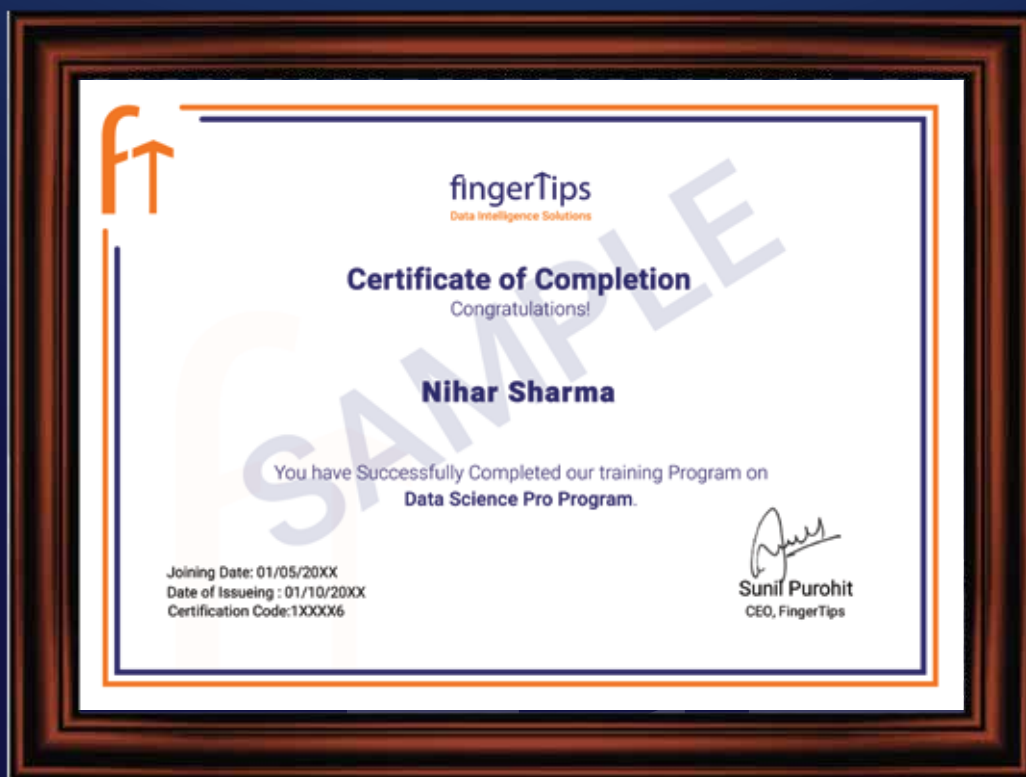 fT
fingerTips
Data Intelligence Solutions
Certificate of Completion
Congratulations!
SAMPLE
Nihar Sharma
You have Successfully Completed our training Program on
Data Science Pro Program.
Joining Date: 01/05/20XX
Date of Issueing : 01/10/20XX
Certification Code:1XXXX6
Sunil Purohit
CEO, FingerTips